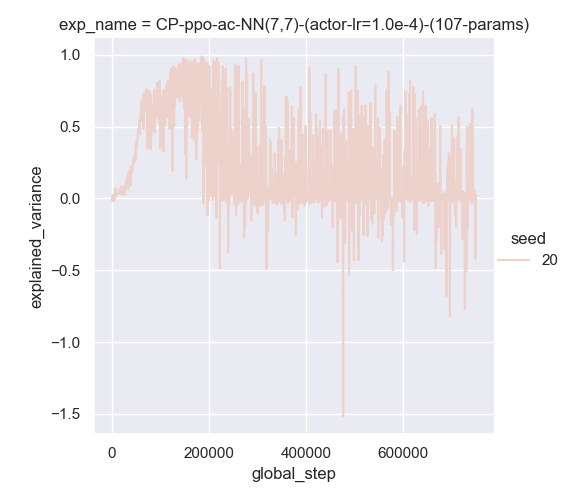 exp_name = CP-ppo-ac-NN(7,7)-(actor-lr=1.0e-4)-(107-params)
1.0
0.5
0.0
−0.5
−1.0
−1.5
explained_variance
0
200000
400000
600000
global_step
seed
20